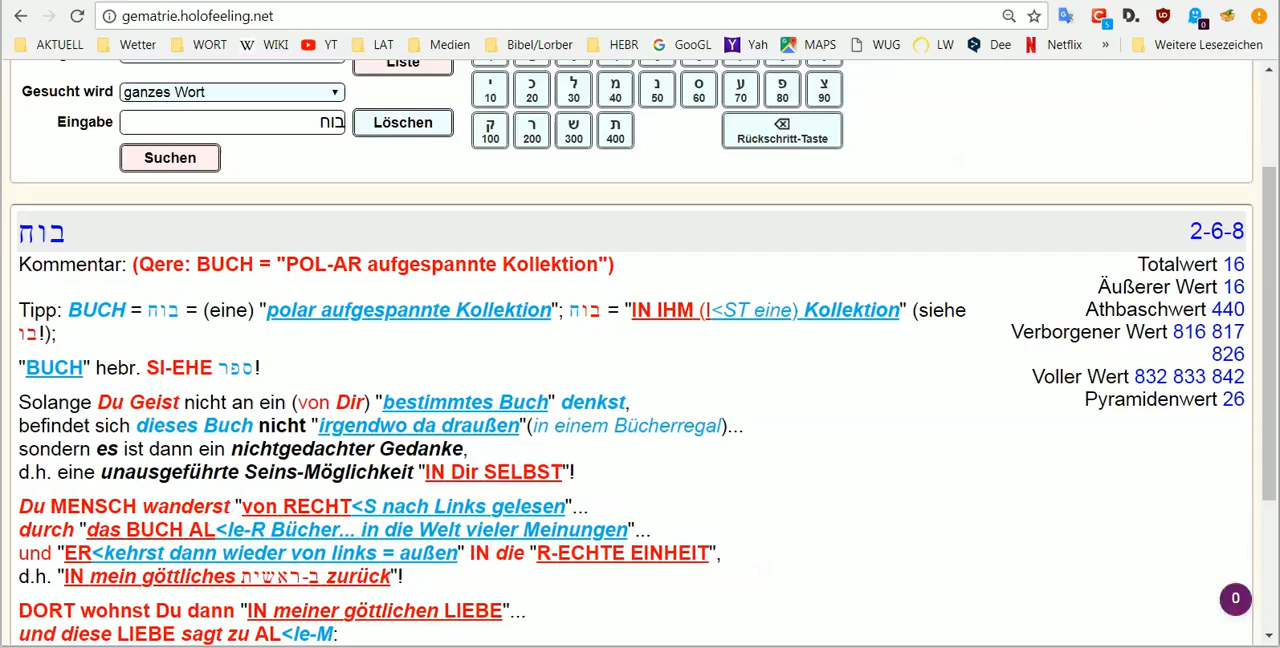 gematrie.holofeeling.net
AKTUELL Wetter WORT WIKI YT LAT Medien Bibel/Lorber HEBR GooGL Yah MAPS WUG LW Dee Netflix » Weitere Lesezeichen
Liste
Gesucht wird ganzes Wort
Eingabe בוח Löschen
Suchen
י כ ל מ נ ס ע פ צ
10 20 30 40 50 60 70 80 90
ק ר ש ת
100 200 300 400 Rückschritt-Taste
בוח 2-6-8
Kommentar: (Qere: BUCH = "POL-AR aufgespannte Kollektion")
Totalwert 16
Äußerer Wert 16
Athbaschwert 440
Verborgener Wert 816 817
826
Voller Wert 832 833 842
Pyramidenwert 26
Tipp: BUCH = בוח = (eine) "polar aufgespannte Kollektion"; בוח = "IN IHM (I<ST eine) Kollektion" (siehe
בו!);
"BUCH" hebr. SI-EHE ספר!
Solange Du Geist nicht an ein (von Dir) "bestimmtes Buch" denkst,
befindet sich dieses Buch nicht "irgendwo da draußen"(in einem Bücherregal)...
sondern es ist dann ein nichtgedachter Gedanke,
d.h. eine unausgeführte Seins-Möglichkeit "IN Dir SELBST"!
Du MENSCH wanderst "von RECHT<S nach Links gelesen"...
durch "das BUCH AL<le-R Bücher... in die Welt vieler Meinungen"...
und "ER<kehrst dann wieder von links = außen" IN die "R-ECHTE EINHEIT",
d.h. "IN mein göttliches ב-ראשית zurück"!
DORT wohnst Du dann "IN meiner göttlichen LIEBE"...
und diese LIEBE sagt zu AL<le-M:
0